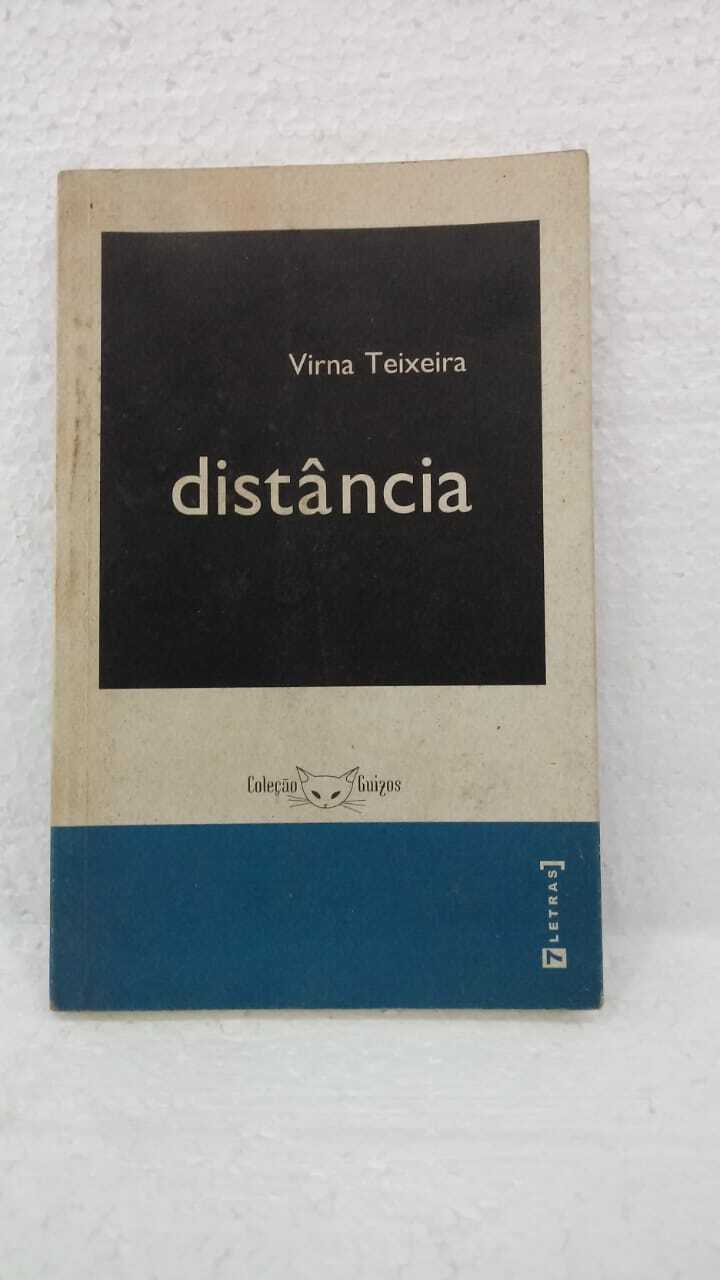 Virna Teixeira
distância
Coleção Guizos
7 LETRAS]